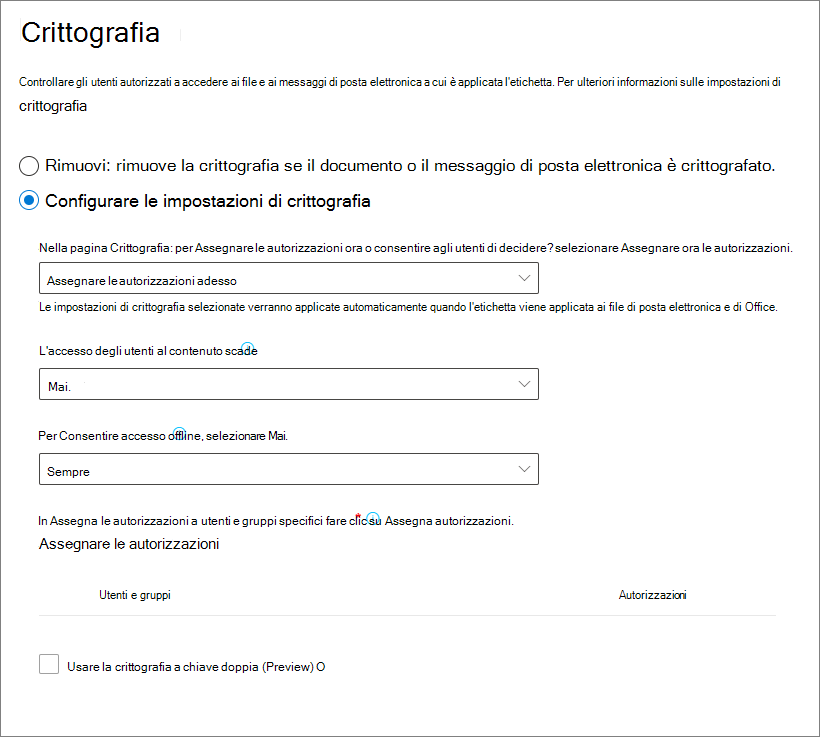 Crittografia
Controllare gli utenti autorizzati a accedere ai file e ai messaggi di posta elettronica a cui è applicata l'etichetta. Per ulteriori informazioni sulle impostazioni di
crittografia
Rimuovi: rimuove la crittografia se il documento o il messaggio di posta elettronica è crittografato.
Configurare le impostazioni di crittografia
Nella pagina Crittografia: per Assegnare le autorizzazioni ora o consentire agli utenti di decidere? selezionare Assegnare ora le autorizzazioni.
Assegnare le autorizzazioni adesso
Le impostazioni di crittografia selezionate verranno applicate automaticamente quando l'etichetta viene applicata ai file di posta elettronica e di Office.
L'accesso degli utenti al contenuto scade
Mai.
Per Consentire accesso offline, selezionare Mai.
Sempre
In Assegna le autorizzazioni a utenti e gruppi specifici fare clic su Assegna autorizzazioni.
Assegnare le autorizzazioni
Utenti e gruppi Autorizzazioni
Usare la crittografia a chiave doppia (Preview) O